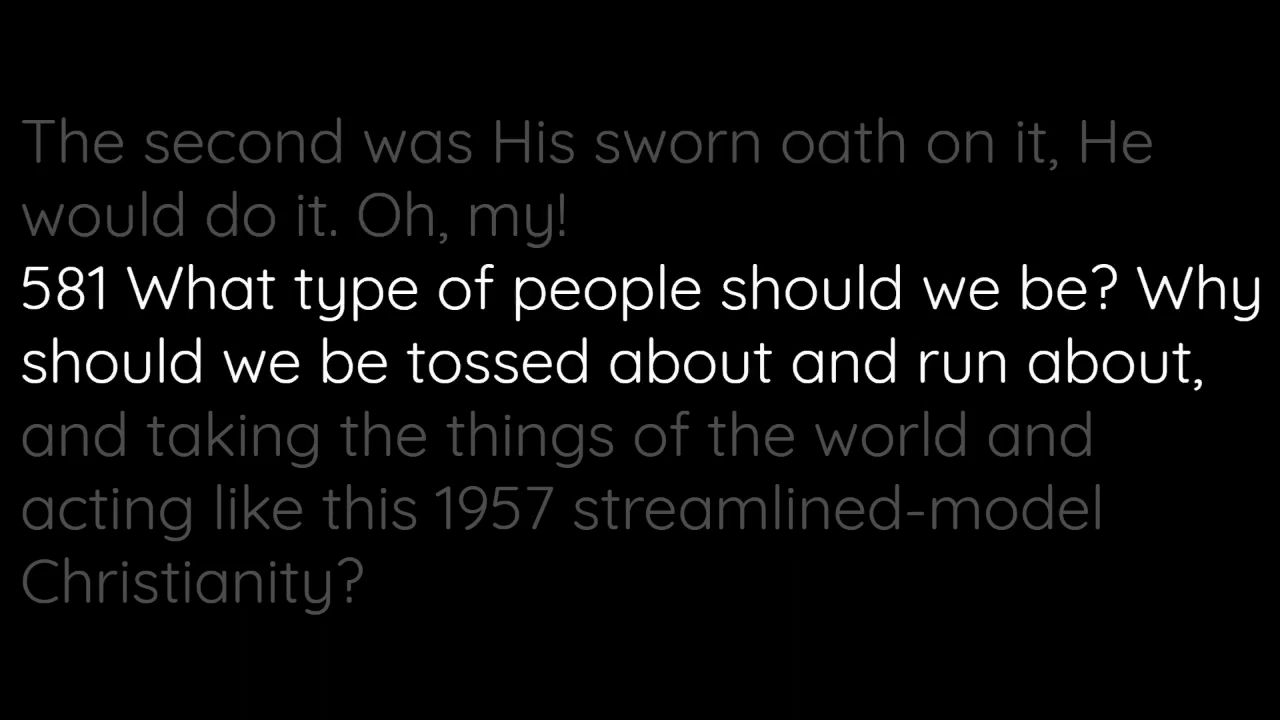 The second was His sworn oath on it, He
would do it. Oh, my!
581 What type of people should we be? Why
should we be tossed about and run about,
and taking the things of the world and
acting like this 1957 streamlined-model
Christianity?